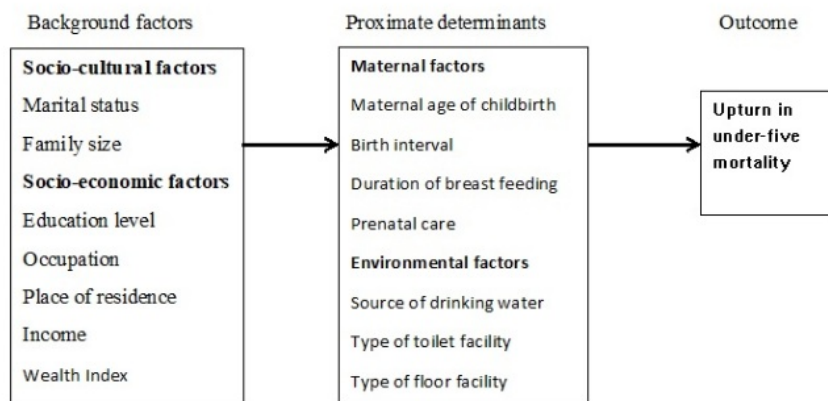 Background factors
Socio-cultural factors
Marital status
Family size
Socio-economic factors
Education level
Occupation
Place of residence
Income
Wealth Index
Proximate determinants
Maternal factors
Maternal age of childbirth
Birth interval
Duration of breast feeding
Prenatal care
Environmental factors
Source of drinking water
Type of toilet facility
Type of floor facility
Outcome
Upturn in
under-five
mortality